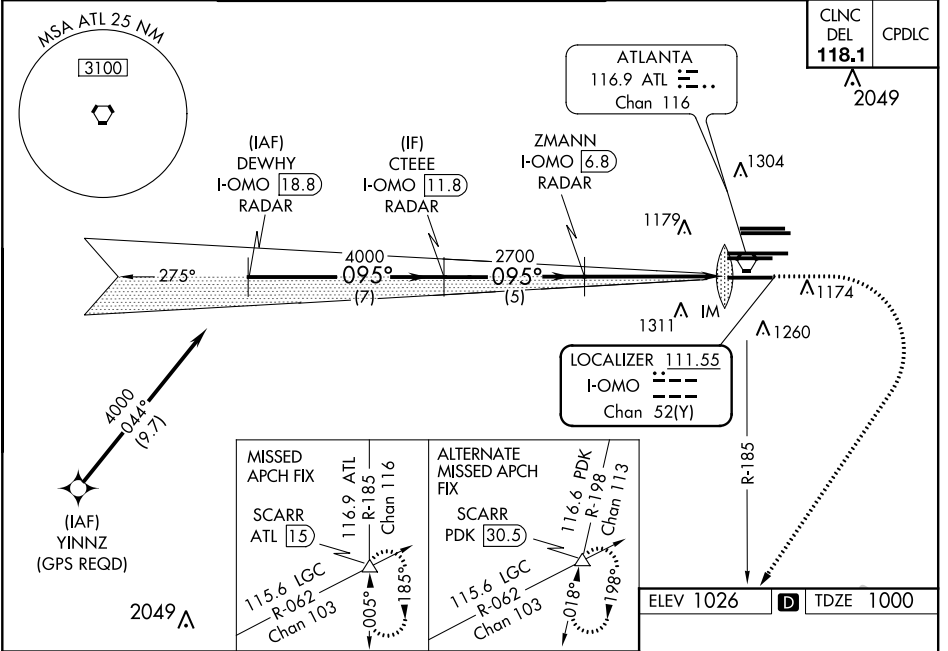 MSA ATL 25 NM
3100
CLNC
DEL
118.1
CPDLC
2049
ATLANTA
116.9 ATL
Chan 116
(IAF)
DEWHY
I-OMO 18.8
RADAR
(IF)
CTEEE
I-OMO 11.8
RADAR
ZMANN
I-OMO 6.8
RADAR
1304
1179
275°
4000
095°
(7)
2700
095°
(5)
1174
1311
IM
1260
LOCALIZER 111.55
I-OMO
Chan 52(Y)
4000
044°
(9.7)
(IAF)
YINNZ
(GPS REQD)
2049
MISSED
APCH FIX
SCARR
ATL 15
116.9 ATL
R-185
Chan 116
115.6 LGC
R-062
Chan 103
005°
185°
ALTERNATE
MISSED APCH
FIX
SCARR
PDK 30.5
116.6 PDK
R-198
Chan 113
115.6 LGC
R-062
Chan 103
018°
198°
R-185
ELEV 1026
D
TDZE 1000